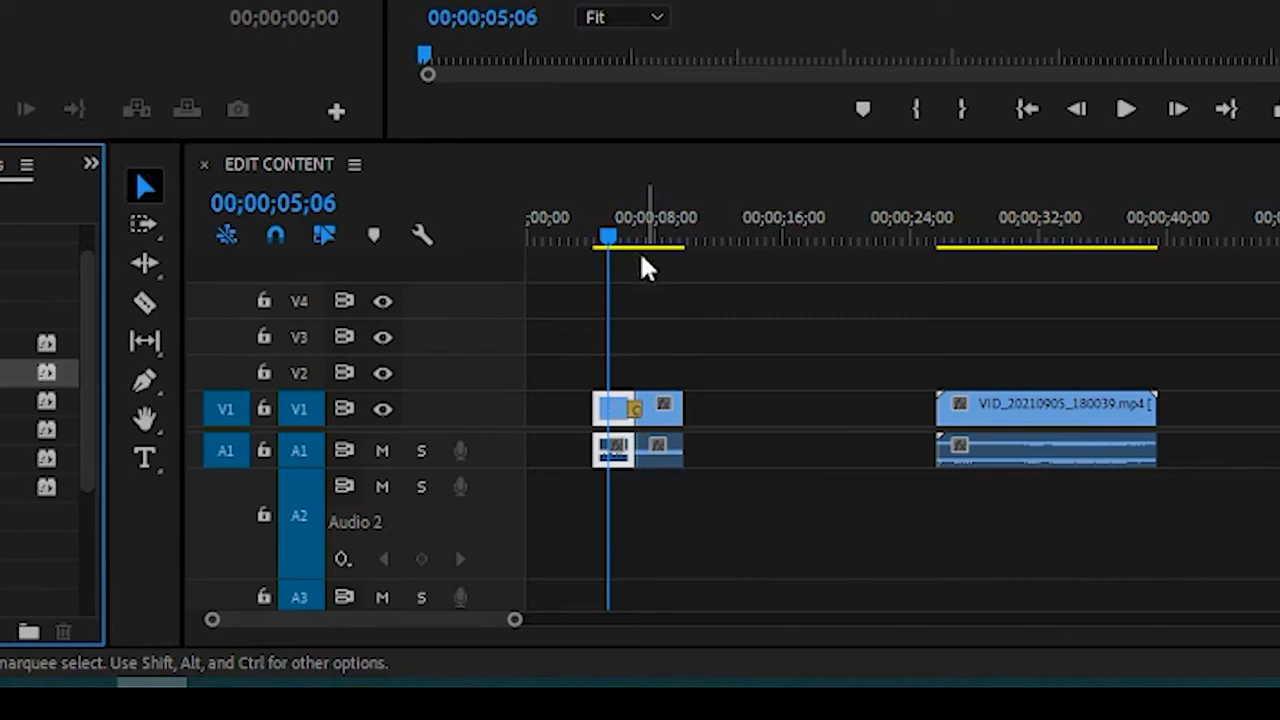 00;00;00;00
00;00;05;06 Fit
EDIT CONTENT
00;00;05;06
;00;00 00;00;08;00 00;00;16;00 00;00;24;00 00;00;32;00 00;00;40;00
V4
V3
V2
V1 V1 VID_20210905_180039.mp4 [
A1 A1 M S
M S
A2
Audio 2
A3 M S
marquee select. Use Shift, Alt, and Ctrl for other options.